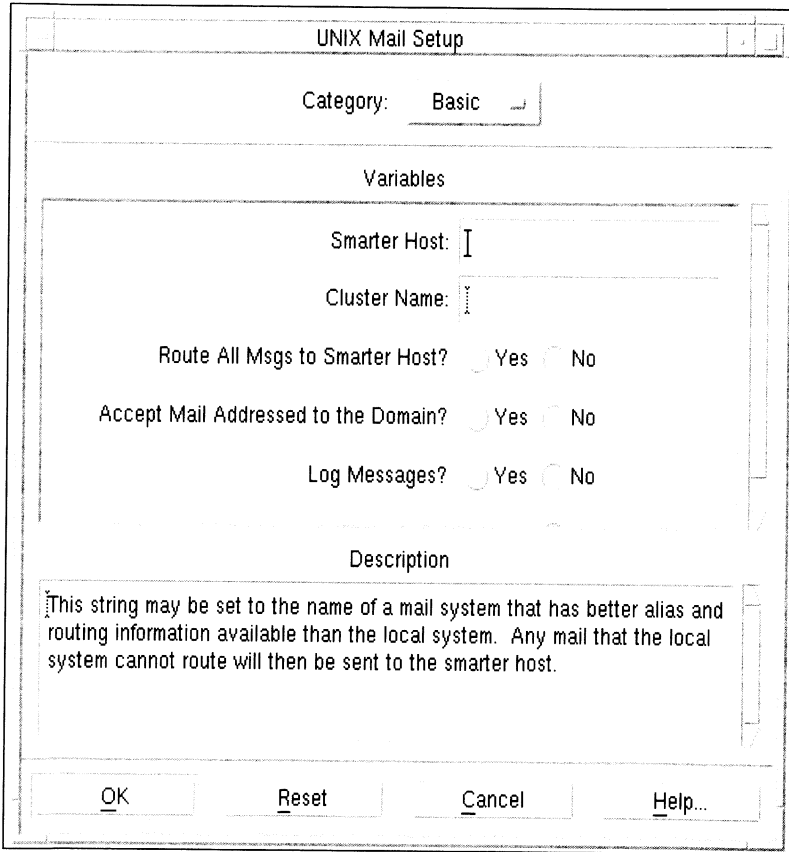 UNIX Mail Setup
Category: Basic
Variables
Smarter Host:
Cluster Name:
Route All Msgs to Smarter Host? Yes No
Accept Mail Addressed to the Domain? Yes No
Log Messages? Yes No
Description
This string may be set to the name of a mail system that has better alias and
routing information available than the local system. Any mail that the local
system cannot route will then be sent to the smarter host.
OK Reset Cancel Help...